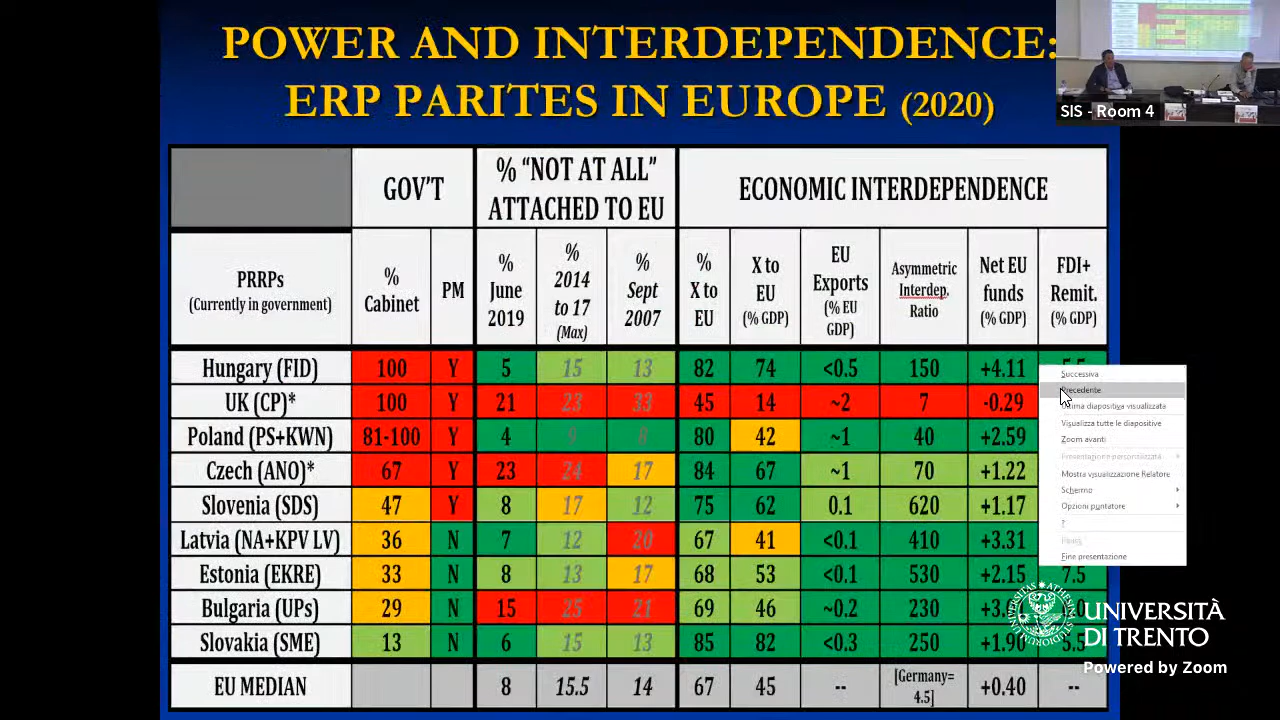 POWER AND INTERDEPENDENCE:
ERP PARITES IN EUROPE (2020)
SIS - Room 4
GOV'T
% "NOT AT ALL"
ATTACHED TO EU
ECONOMIC INTERDEPENDENCE
PRRPs
(Currently in government)
%
Cabinet
PM
%
June
2019
%
2014
to 17
(Max)
%
Sept
2007
%
X to
EU
X to
EU
(% GDP)
EU
Exports
(% EU
GDP)
Asymmetric
Interdep.
Ratio
Net EU
funds
(% GDP)
FDI+
Remit.
(% GDP)
Hungary (FID) 100 Y 5 15 13 82 74 <0.5 150 +4.11
UK (CP)* 100 Y 21 23 33 45 14 ~2 7 -0.29
Poland (PS+KWN) 81-100 Y 4 9 8 80 42 ~1 40 +2.59
Czech (ANO)* 67 Y 23 24 17 84 67 ~1 70 +1.22
Slovenia (SDS) 47 Y 8 17 12 75 62 0.1 620 +1.17
Latvia (NA+KPV LV) 36 N 7 12 20 67 41 <0.1 410 +3.31
Estonia (EKRE) 33 N 8 13 17 68 53 <0.1 530 +2.15 7.5
Bulgaria (UPs) 29 N 15 25 21 69 46 ~0.2 230
Slovakia (SME) 13 N 6 15 13 85 82 <0.3 250 +1.90 5.5
EU MEDIAN 8 15.5 14 67 45 -- [Germany= 4.5] +0.40 --
Successiva
Precedente
Ultima diapositiva visualizzata
Visualizza tutte le diapositive
Zoom avanti
Presentazione personalizzata
Mostra visualizzazione Relatore
Schermo
Opzioni puntatore
?
Pausa
Fine presentazione
UNIVERSITÀ
DI TRENTO
Powered by Zoom